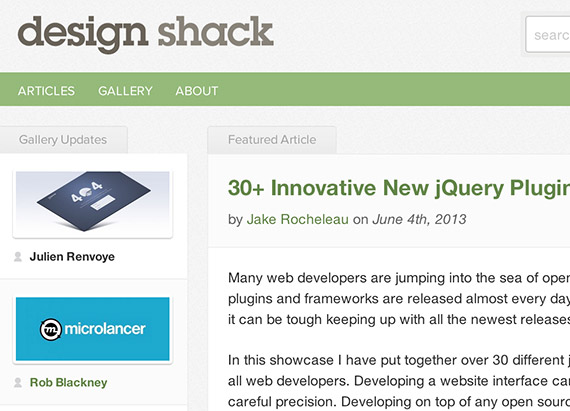 design shack
searc
ARTICLES GALLERY ABOUT
Gallery Updates
404
Julien Renvoye
m microlancer
Rob Blackney
Featured Article
30+ Innovative New jQuery Plugin
by Jake Rocheleau on June 4th, 2013
Many web developers are jumping into the sea of open
plugins and frameworks are released almost every day
it can be tough keeping up with all the newest releases
In this showcase I have put together over 30 different j
all web developers. Developing a website interface can
careful precision. Developing on top of any open sourc